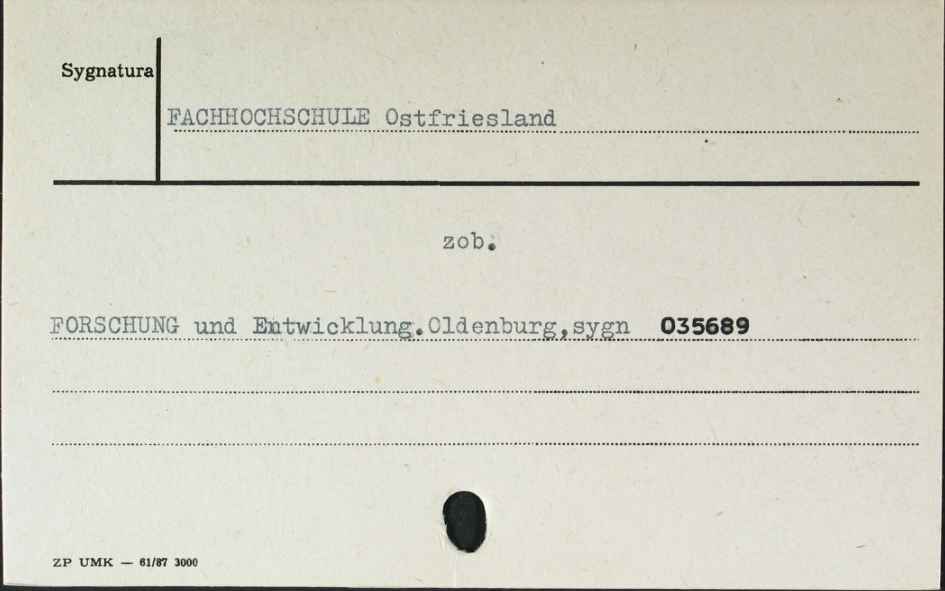 Sygnatura
FACHHOCHSCHULE Ostfriesland
zob.
FORSCHUNG und Entwicklung.Oldenburg,sygn 035689
ZP UMK — 61/87 3000